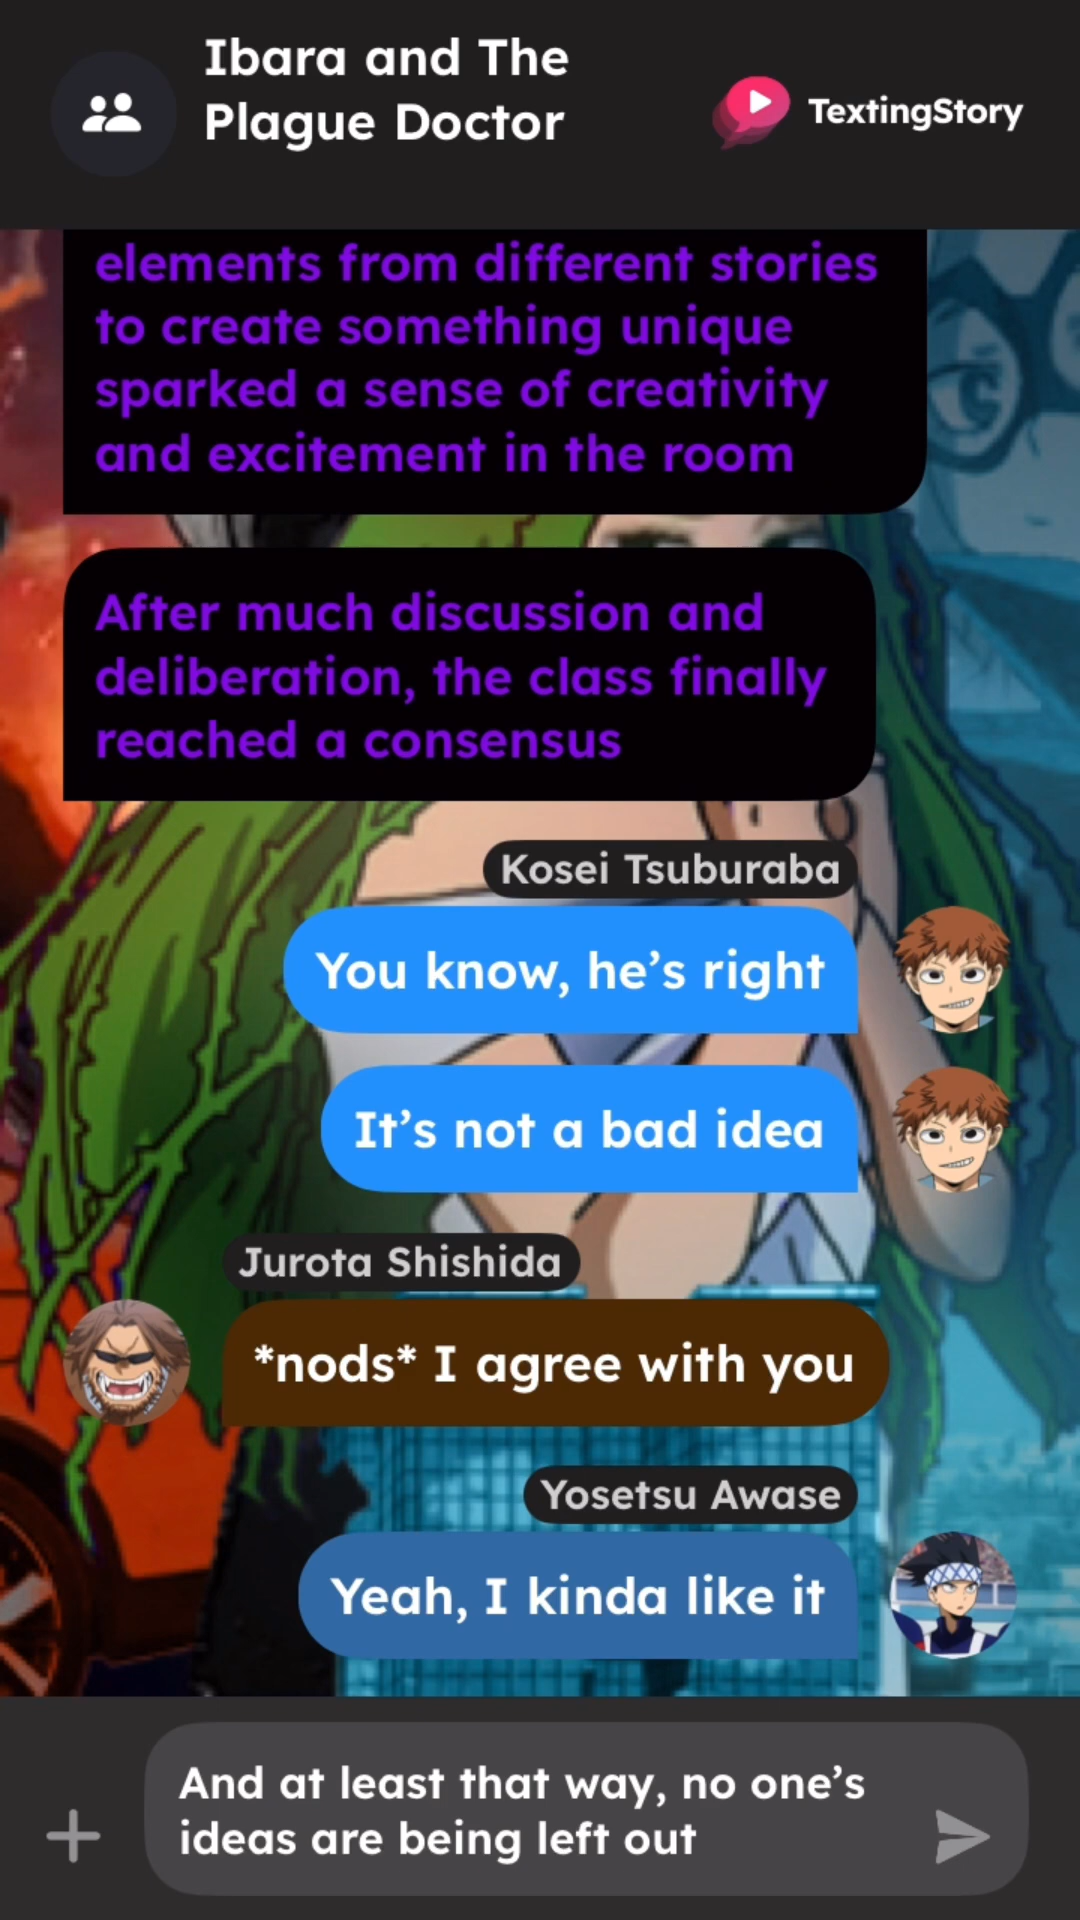 Ibara and The
Plague Doctor
TextingStory
elements from different stories
to create something unique
sparked a sense of creativity
and excitement in the room
After much discussion and
deliberation, the class finally
reached a consensus
Kosei Tsuburaba
You know, he’s right
It’s not a bad idea
Jurota Shishida
*nods* I agree with you
Yosetsu Awase
Yeah, I kinda like it
And at least that way, no one’s
ideas are being left out